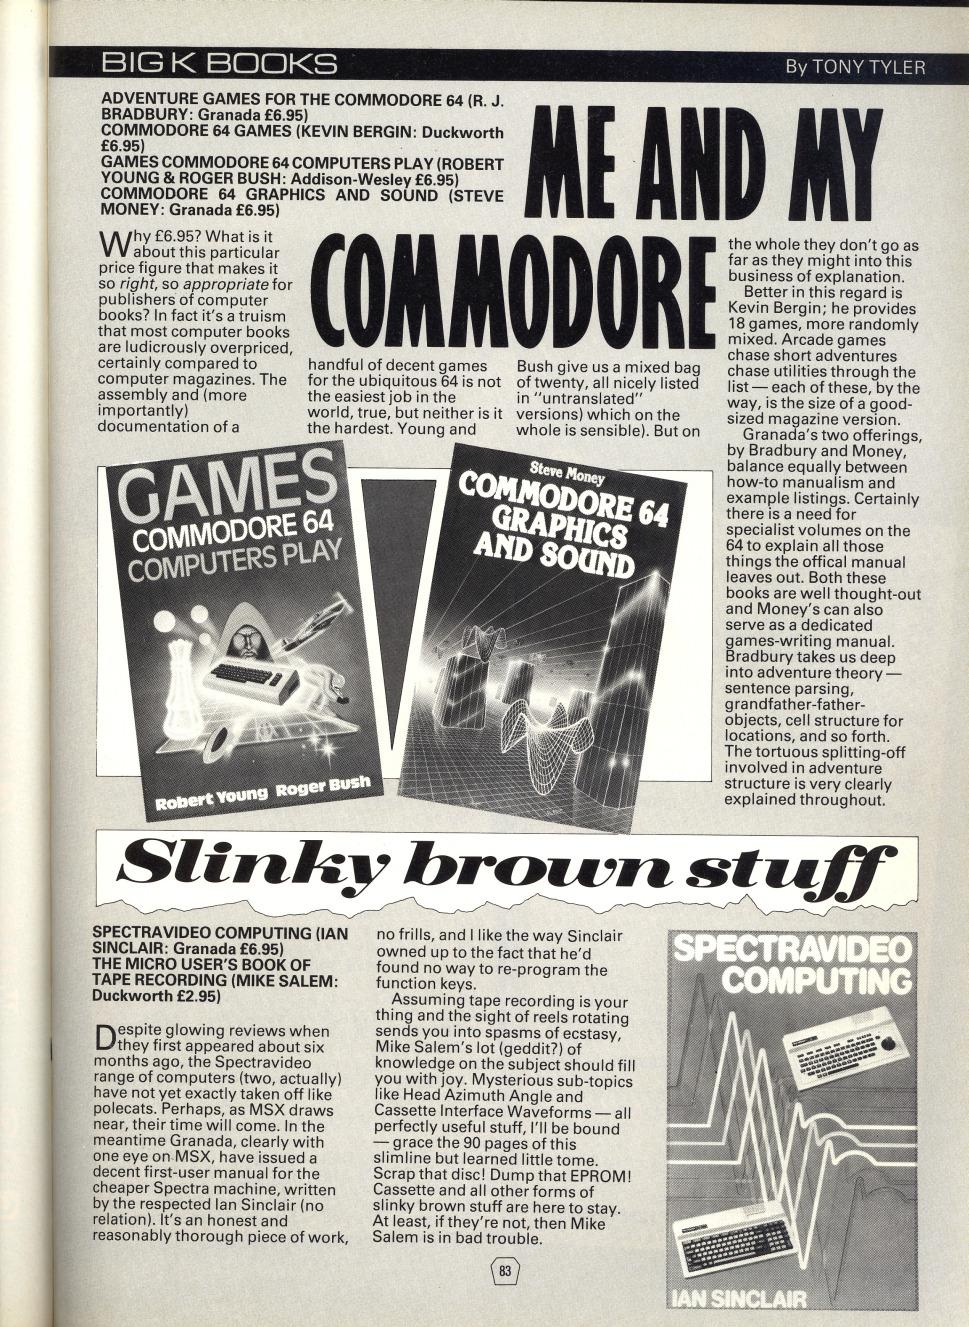 BIG K BOOKS
By TONY TYLER
ADVENTURE GAMES FOR THE COMMODORE 64 (R. J.
BRADBURY: Granada £6.95)
COMMODORE 64 GAMES (KEVIN BERGIN: Duckworth
£6.95)
GAMES COMMODORE 64 COMPUTERS PLAY (ROBERT
YOUNG & ROGER BUSH: Addison-Wesley £6.95)
COMMODORE 64 GRAPHICS AND SOUND (STEVE
MONEY: Granada £6.95)
ME AND MY
COMMODORE
Why £6.95? What is it
about this particular
price figure that makes it
so right, so appropriate for
publishers of computer
books? In fact it's a truism
that most computer books
are ludicrously overpriced,
certainly compared to
computer magazines. The
assembly and (more
importantly)
documentation of a
handful of decent games
for the ubiquitous 64 is not
the easiest job in the
world, true, but neither is it
the hardest. Young and
Bush give us a mixed bag
of twenty, all nicely listed
in "untranslated"
versions) which on the
whole is sensible). But on
the whole they don't go as
far as they might into this
business of explanation.
Better in this regard is
Kevin Bergin; he provides
18 games, more randomly
mixed. Arcade games
chase short adventures
chase utilities through the
list — each of these, by the
way, is the size of a good-
sized magazine version.
Granada's two offerings,
by Bradbury and Money,
balance equally between
how-to manualism and
example listings. Certainly
there is a need for
specialist volumes on the
64 to explain all those
things the offical manual
leaves out. Both these
books are well thought-out
and Money's can also
serve as a dedicated
games-writing manual.
Bradbury takes us deep
into adventure theory —
sentence parsing,
grandfather-father-
objects, cell structure for
locations, and so forth.
The tortuous splitting-off
involved in adventure
structure is very clearly
explained throughout.
GAMES
COMMODORE 64
COMPUTERS PLAY
Robert Young Roger Bush
Steve Money
COMMODORE 64
GRAPHICS
AND SOUND
Slinky brown stuff
SPECTRAVIDEO COMPUTING (IAN
SINCLAIR: Granada £6.95)
THE MICRO USER'S BOOK OF
TAPE RECORDING (MIKE SALEM:
Duckworth £2.95)
Despite glowing reviews when
they first appeared about six
months ago, the Spectravideo
range of computers (two, actually)
have not yet exactly taken off like
polecats. Perhaps, as MSX draws
near, their time will come. In the
meantime Granada, clearly with
one eye on MSX, have issued a
decent first-user manual for the
cheaper Spectra machine, written
by the respected Ian Sinclair (no
relation). It's an honest and
reasonably thorough piece of work,
no frills, and I like the way Sinclair
owned up to the fact that he'd
found no way to re-program the
function keys.
Assuming tape recording is your
thing and the sight of reels rotating
sends you into spasms of ecstasy,
Mike Salem's lot (geddit?) of
knowledge on the subject should fill
you with joy. Mysterious sub-topics
like Head Azimuth Angle and
Cassette Interface Waveforms — all
perfectly useful stuff, I'll be bound
— grace the 90 pages of this
slimline but learned little tome.
Scrap that disc! Dump that EPROM!
Cassette and all other forms of
slinky brown stuff are here to stay.
At least, if they're not, then Mike
Salem is in bad trouble.
SPECTRAVIDEO
COMPUTING
IAN SINCLAIR
83